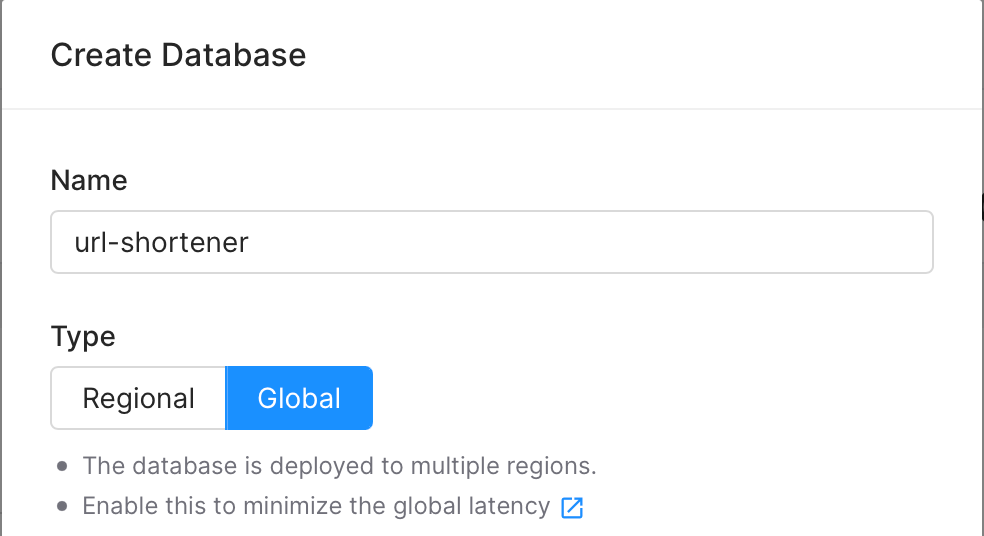 Create Database
Name
url-shortener
Type
Regional Global
The database is deployed to multiple regions.
Enable this to minimize the global latency